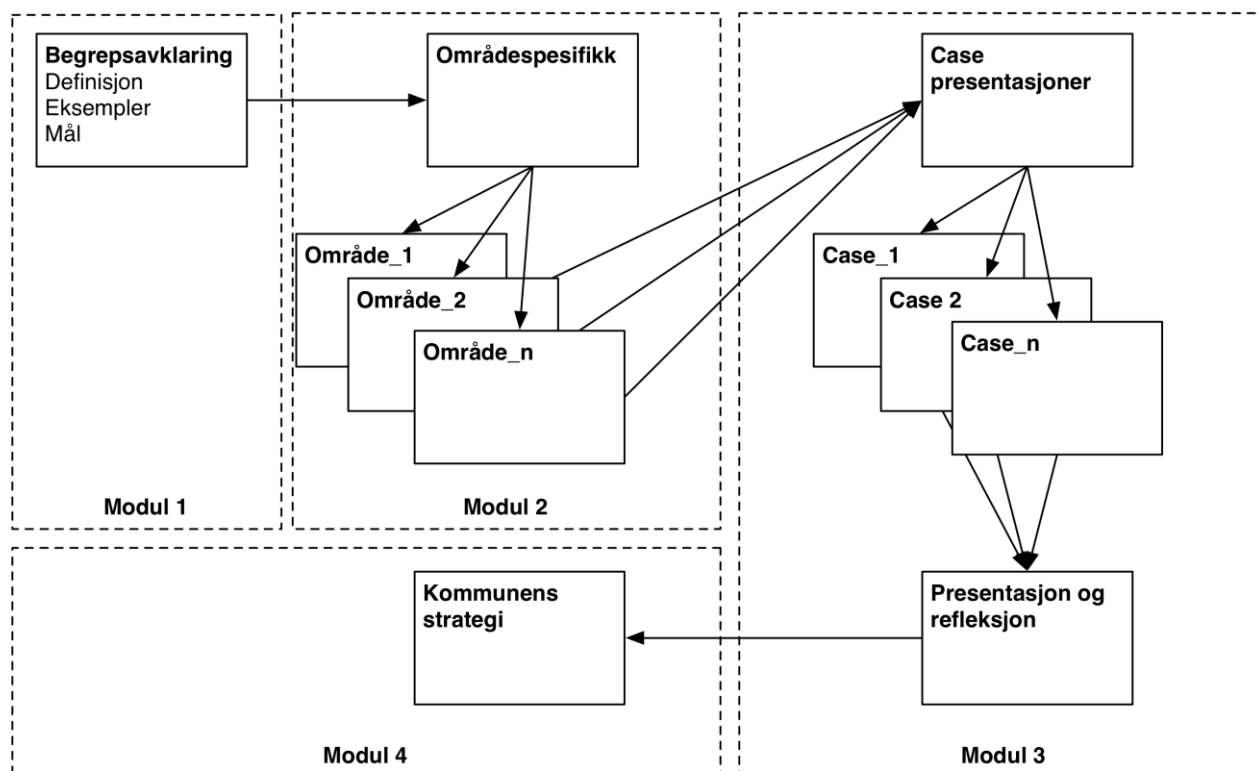 Begrepsavklaring
Definisjon
Eksempler
Mål
Modul 1
Områdespesifikk
Område_1
Område_2
Område_n
Modul 2
Case
presentasjoner
Case_1
Case 2
Case_n
Presentasjon og
refleksjon
Modul 3
Kommunens
strategi
Modul 4